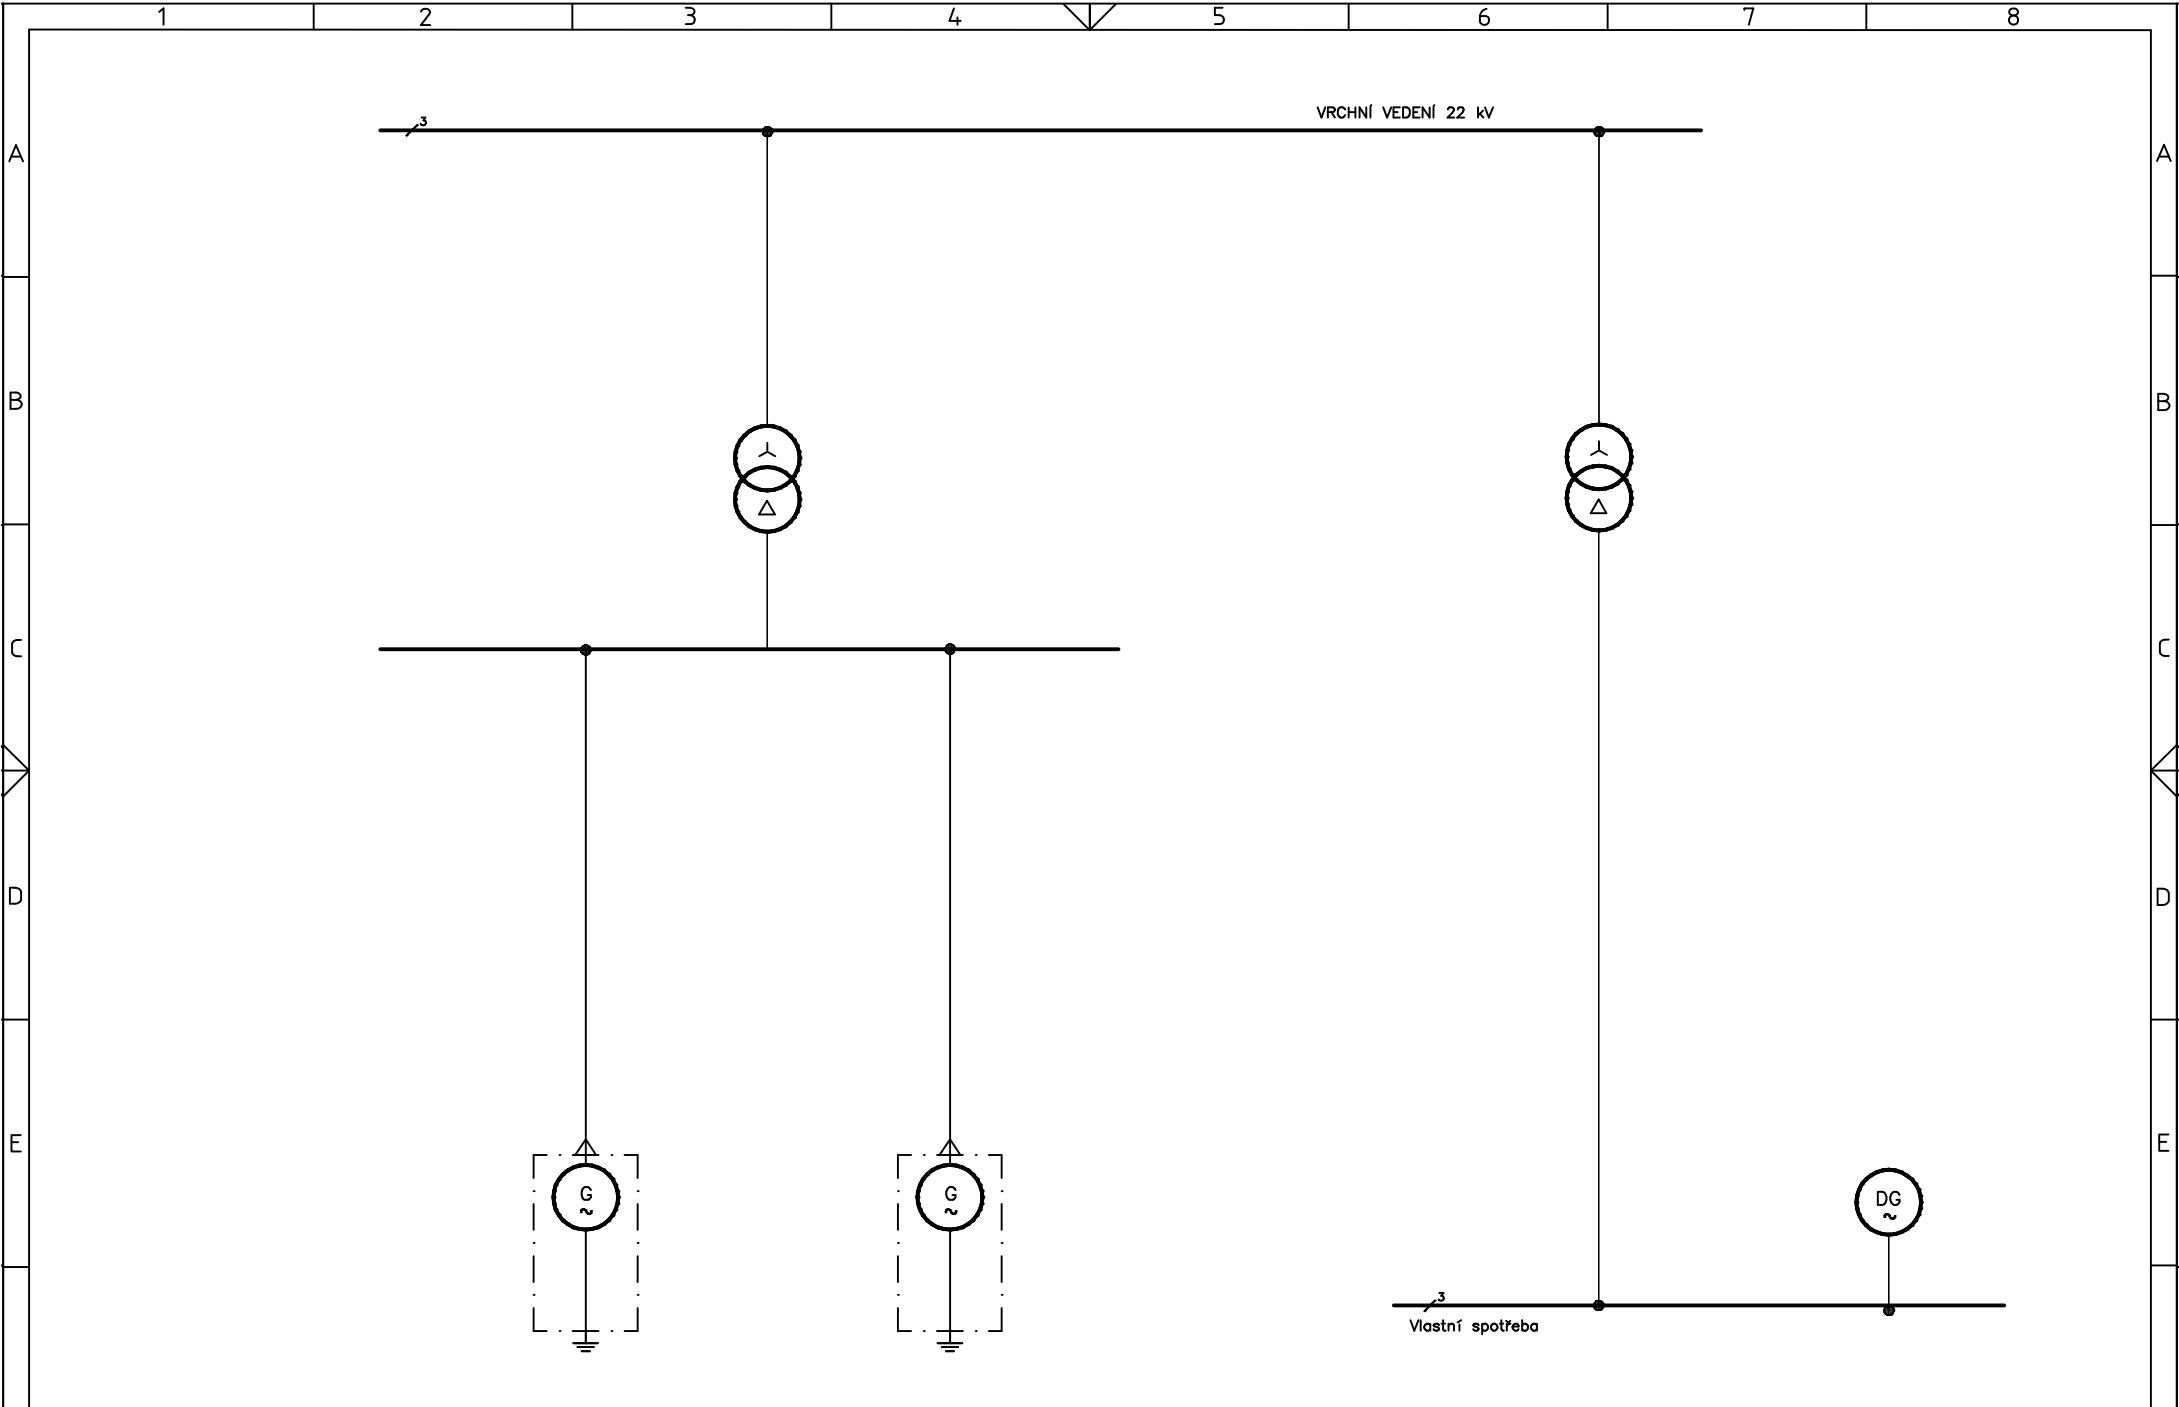 1 2 3 4 5 6 7 8
VRCHNÍ VEDENÍ 22 kV
3
A A
B B
C C
D D
E E
G
~
G
~
DG
~
3
Vlastní spotřeba